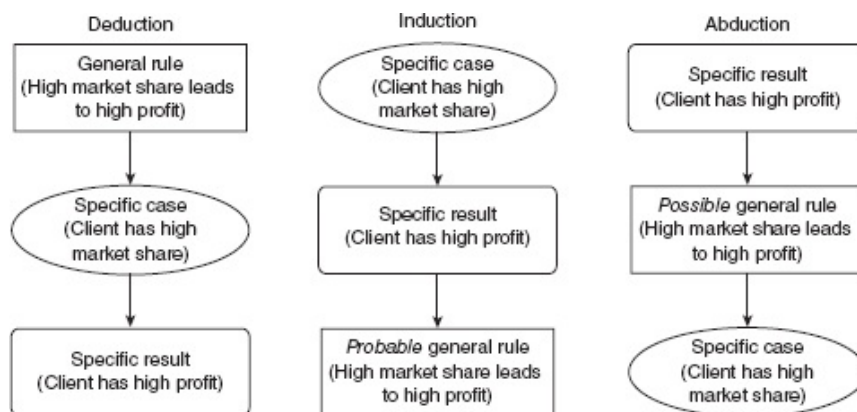 Deduction
General rule
(High market share leads
to high profit)
Specific case
(Client has high
market share)
Specific result
(Client has high profit)
Induction
Specific case
(Client has high
market share)
Specific result
(Client has high profit)
Probable general rule
(High market share leads
to high profit)
Abduction
Specific result
(Client has high profit)
Possible general rule
(High market share leads
to high profit)
Specific case
(Client has high
market share)